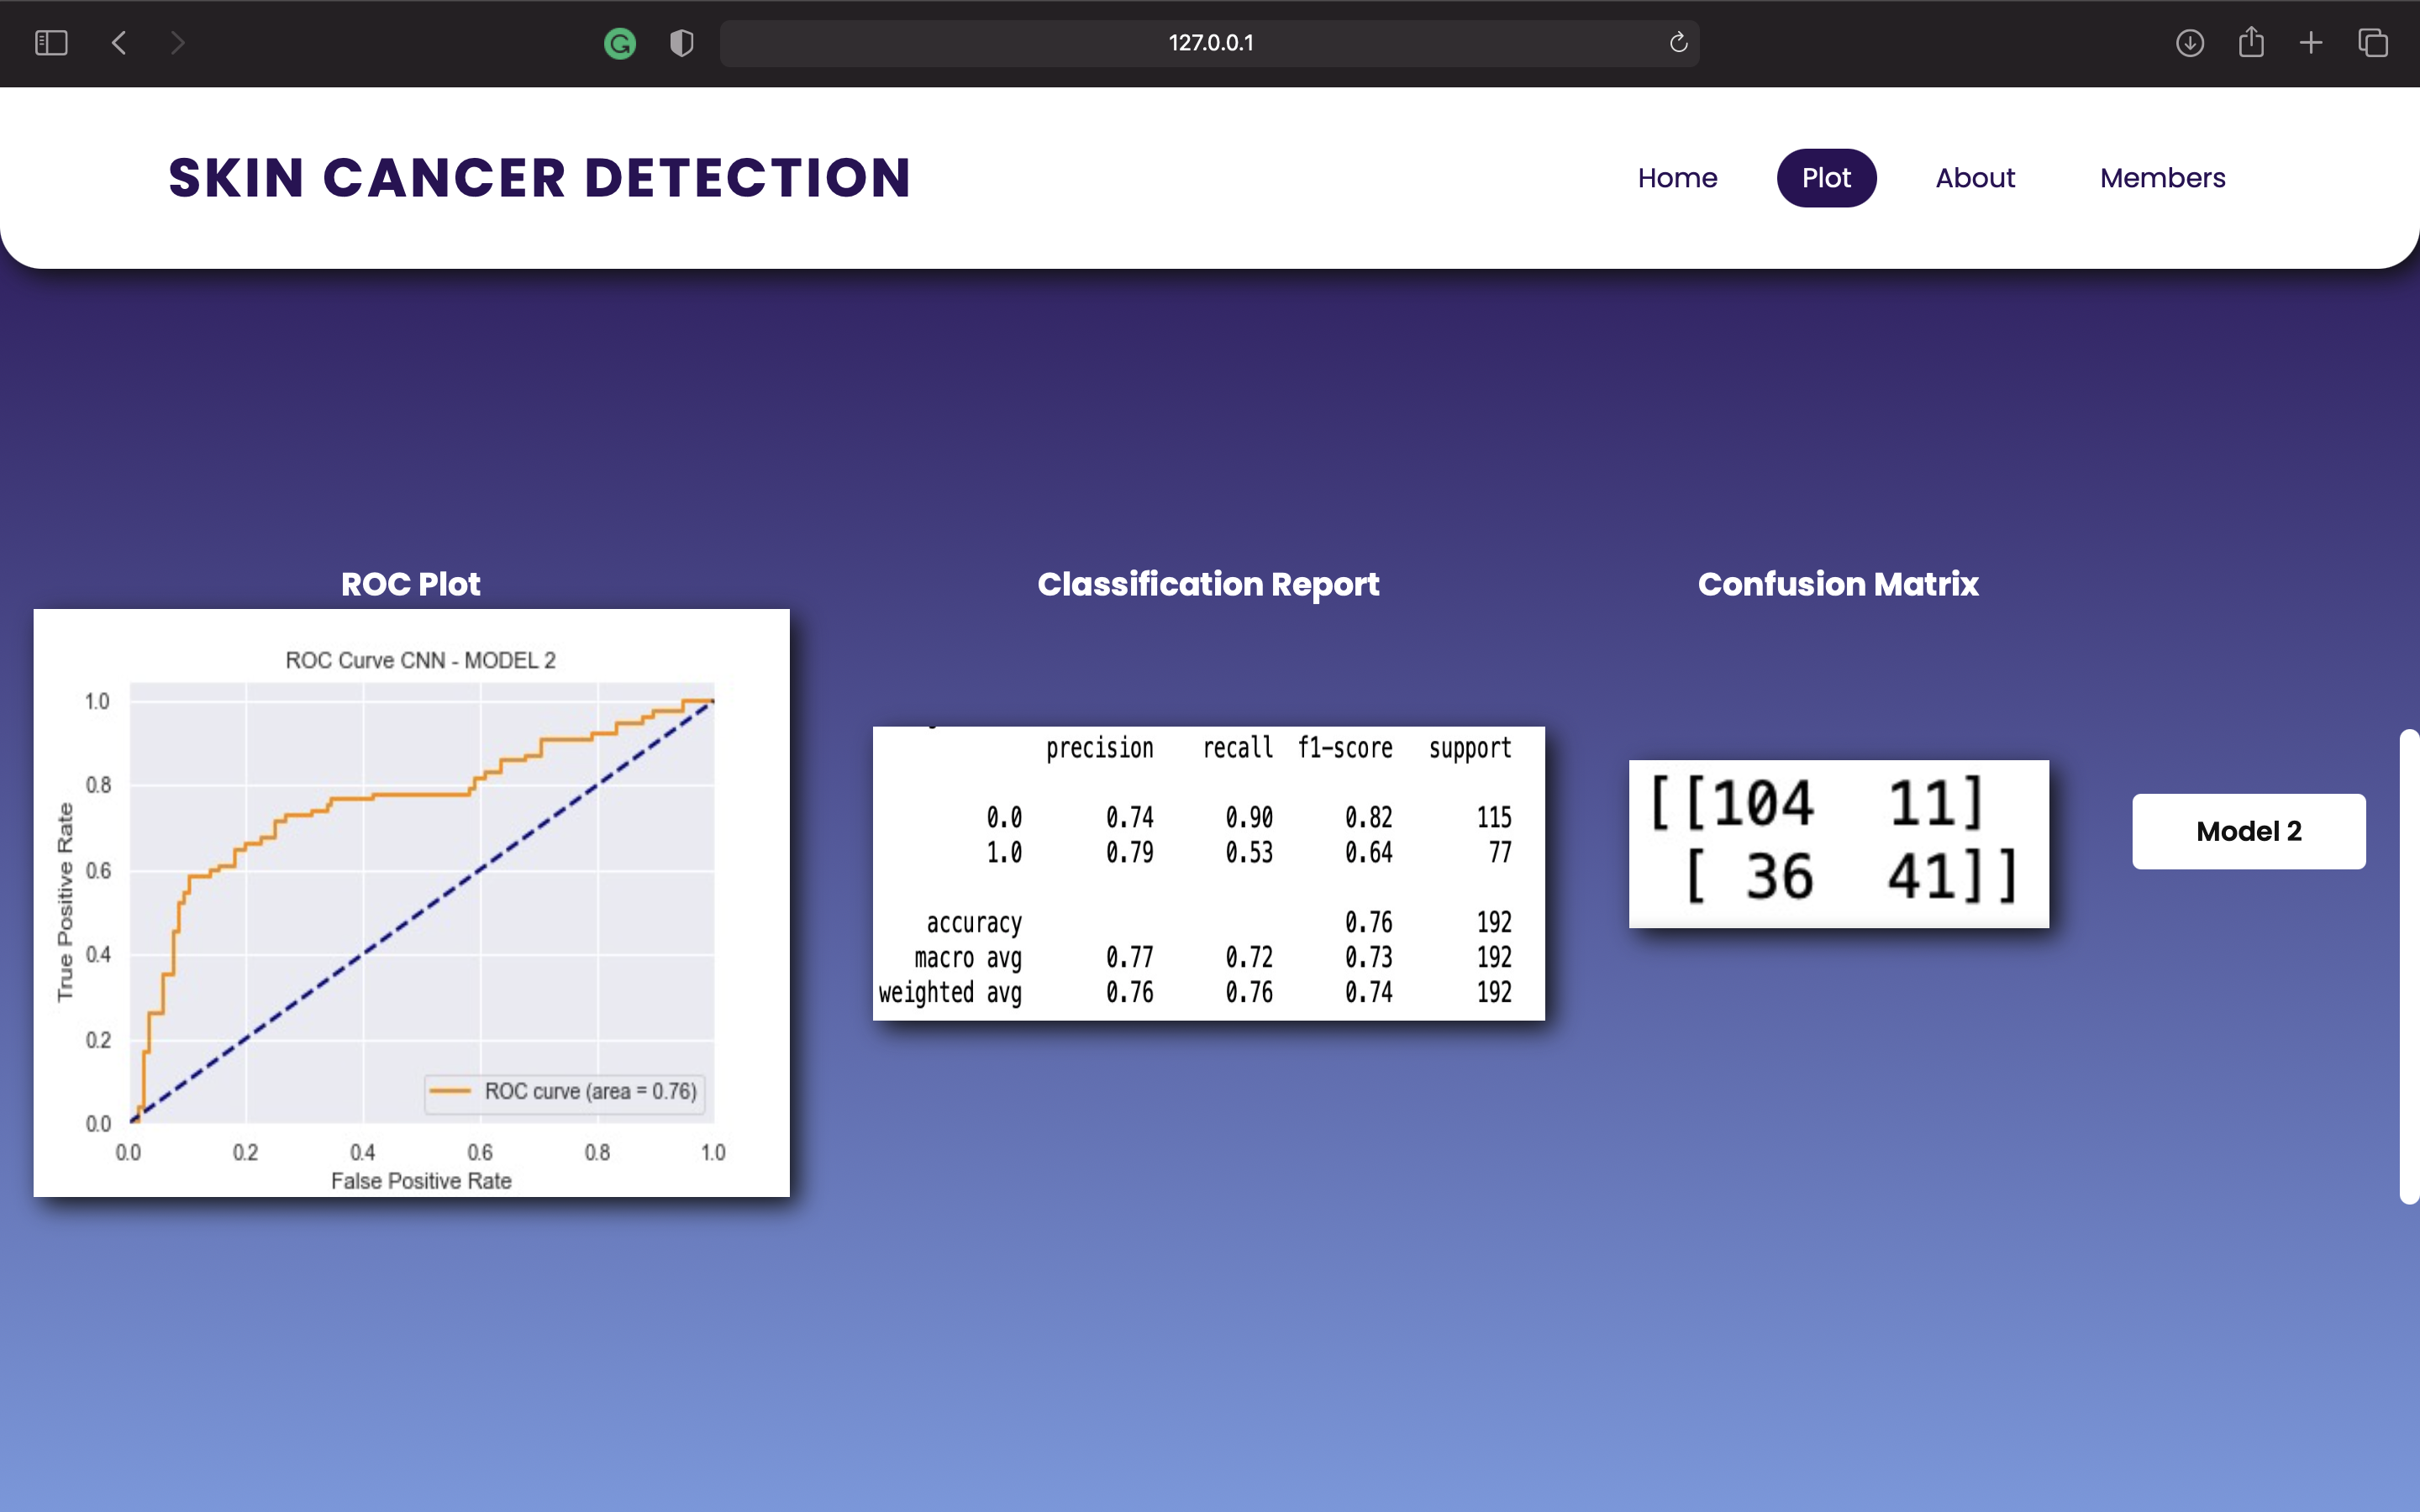 127.0.0.1
SKIN CANCER DETECTION
Home Plot About Members
ROC Plot
ROC Curve CNN - MODEL 2
1.0
0.8
0.6
0.4
0.2
0.0
True Positive Rate
0.0 0.2 0.4 0.6 0.8 1.0
False Positive Rate
ROC curve (area = 0.76)
Classification Report
precision recall f1-score support
0.0 0.74 0.90 0.82 115
1.0 0.79 0.53 0.64 77
accuracy 0.76 192
macro avg 0.77 0.72 0.73 192
weighted avg 0.76 0.76 0.74 192
Confusion Matrix
[[104 11]
[ 36 41]]
Model 2